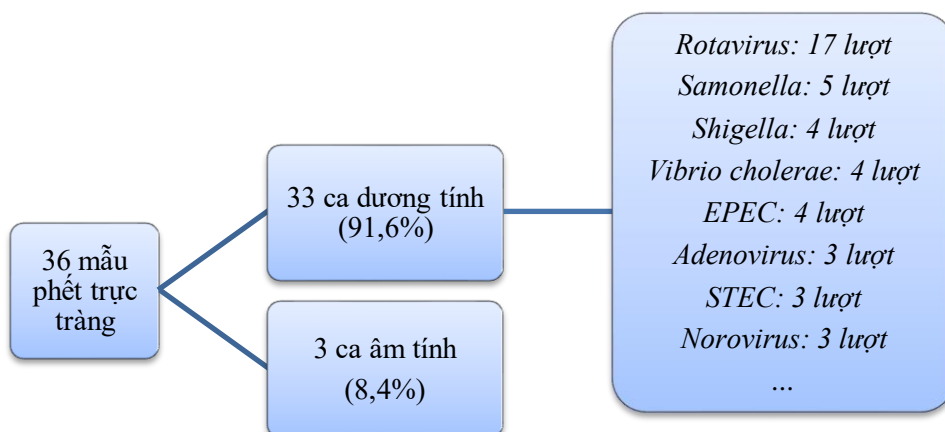 36 mẫu
phết trực
tràng
33 ca dương tính
(91,6%)
3 ca âm tính
(8,4%)
Rotavirus: 17 lượt
Samonella: 5 lượt
Shigella: 4 lượt
Vibrio cholerae: 4 lượt
EPEC: 4 lượt
Adenovirus: 3 lượt
STEC: 3 lượt
Norovirus: 3 lượt
...